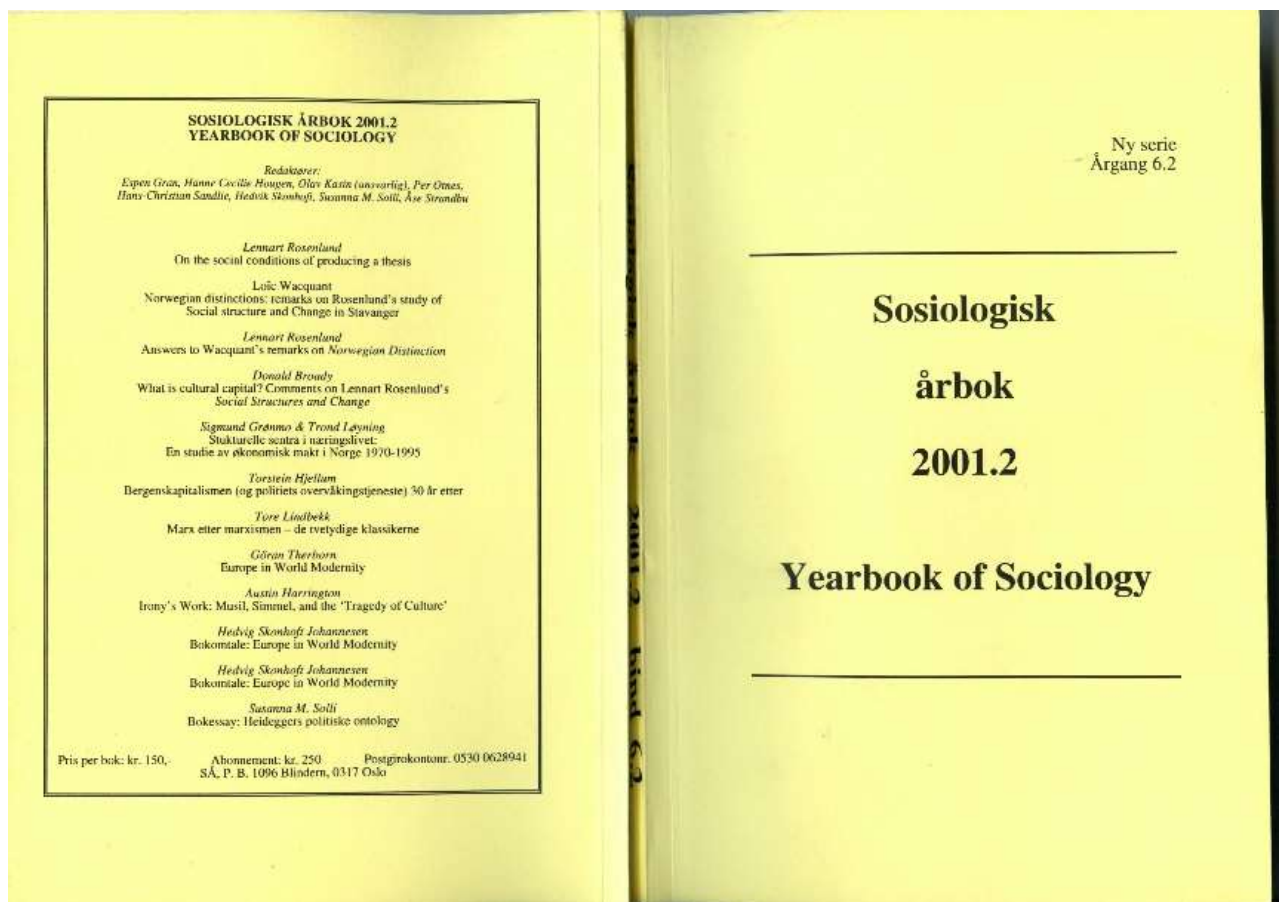 SOSIOLOGISK ÅRBOK 2001.2
YEARBOOK OF SOCIOLOGY
Redaktører:
Espen Gran, Hanne Cecilie Hougen, Olav Kasin (ansvarlig), Per Otnes,
Hans-Christian Sandlie, Hedvik Skonhoft, Susanna M. Solli, Åse Strandbu
Lennart Rosenlund
On the social conditions of producing a thesis
Loïc Wacquant
Norwegian distinctions: remarks on Rosenlund's study of
Social structure and Change in Stavanger
Lennart Rosenlund
Answers to Wacquant's remarks on Norwegian Distinction
Donald Broady
What is cultural capital? Comments on Lennart Rosenlund's
Social Structures and Change
Sigmund Grønmo & Trond Løyning
Stukturelle sentra i næringslivet:
En studie av økonomisk makt i Norge 1970-1995
Torstein Hjellum
Bergenskapitalismen (og politiets overvåkingstjeneste) 30 år etter
Tore Lindbekk
Marx etter marxismen – de tvetydige klassikerne
Göran Therborn
Europe in World Modernity
Austin Harrington
Irony's Work: Musil, Simmel, and the 'Tragedy of Culture'
Hedvig Skonhoft Johannesen
Bokomtale: Europe in World Modernity
Hedvig Skonhoft Johannesen
Bokomtale: Europe in World Modernity
Susanna M. Solli
Bokessay: Heideggers politiske ontology
Pris per bok: kr. 150,- Abonnement: kr. 250 Postgirokontonr. 0530 0628941
SÅ, P. B. 1096 Blindern, 0317 Oslo
Sosiologisk årbok 2001.2 bind 6.2
Ny serie
Årgang 6.2
Sosiologisk
årbok
2001.2
Yearbook of Sociology